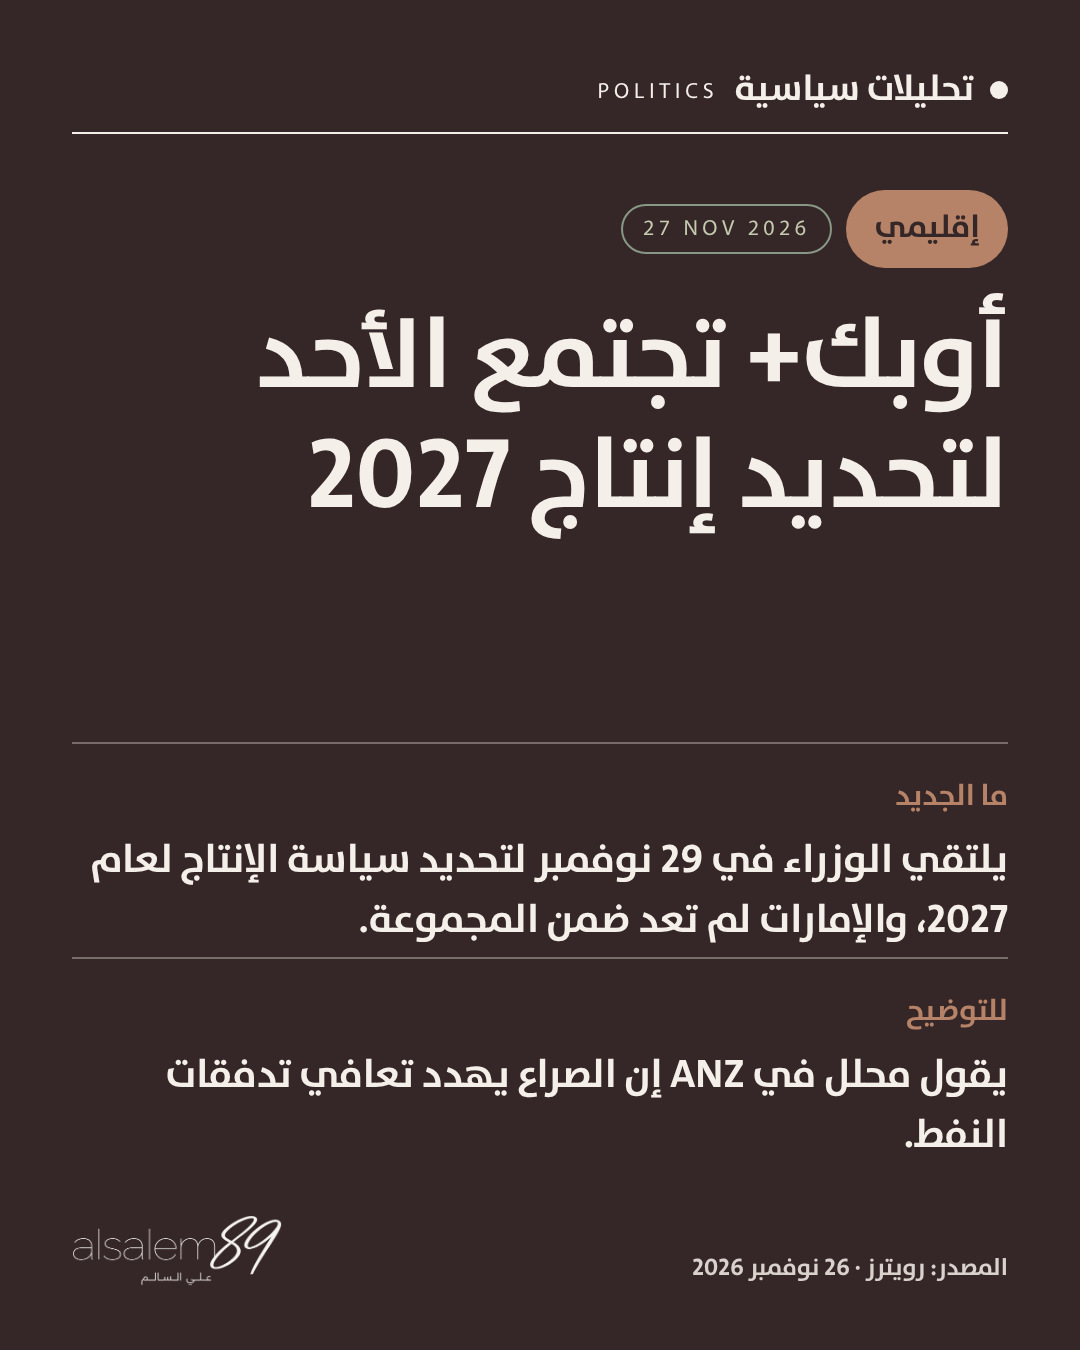 تحليلات سياسية POLITICS
إقليمي 27 NOV 2026
أوبك+ تجتمع الأحد
لتحديد إنتاج 2027
ما الجديد
يلتقي الوزراء في 29 نوفمبر لتحديد سياسة الإنتاج لعام
2027، والإمارات لم تعد ضمن المجموعة.
للتوضيح
يقول محلل في ANZ إن الصراع يهدد تعافي تدفقات
النفط.
المصدر: رويترز · 26 نوفمبر 2026
alsalem89
علي السالم